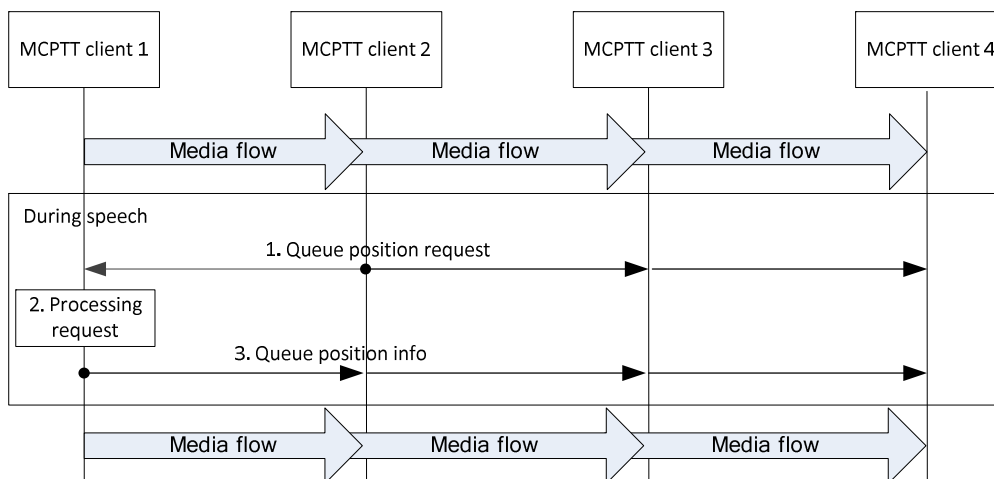 MCPTT client 1
MCPTT client 2
MCPTT client 3
MCPTT client 4
Media flow
Media flow
Media flow
During speech
1. Queue position request
2. Processing
request
3. Queue position info
Media flow
Media flow
Media flow